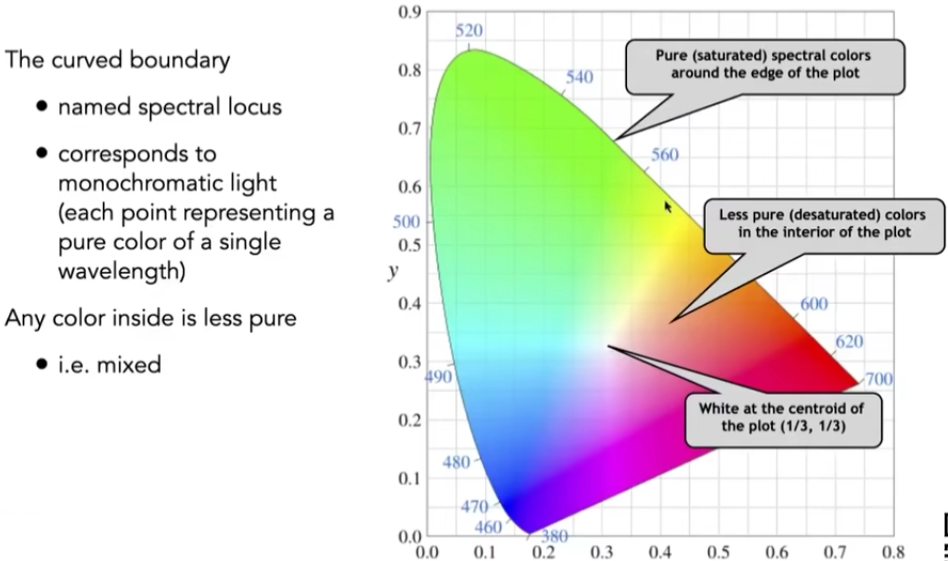 The curved boundary
• named spectral locus
• corresponds to
monochromatic light
(each point representing a
pure color of a single
wavelength)
Any color inside is less pure
• i.e. mixed
0.9
0.8
0.7
0.6
0.5
0.4
0.3
0.2
0.1
0.0
y
0.0 0.1 0.2 0.3 0.4 0.5 0.6 0.7 0.8
520
540
560
500
600
620
700
490
480
470
460
380
Pure (saturated) spectral colors
around the edge of the plot
Less pure (desaturated) colors
in the interior of the plot
White at the centroid of
the plot (1/3, 1/3)